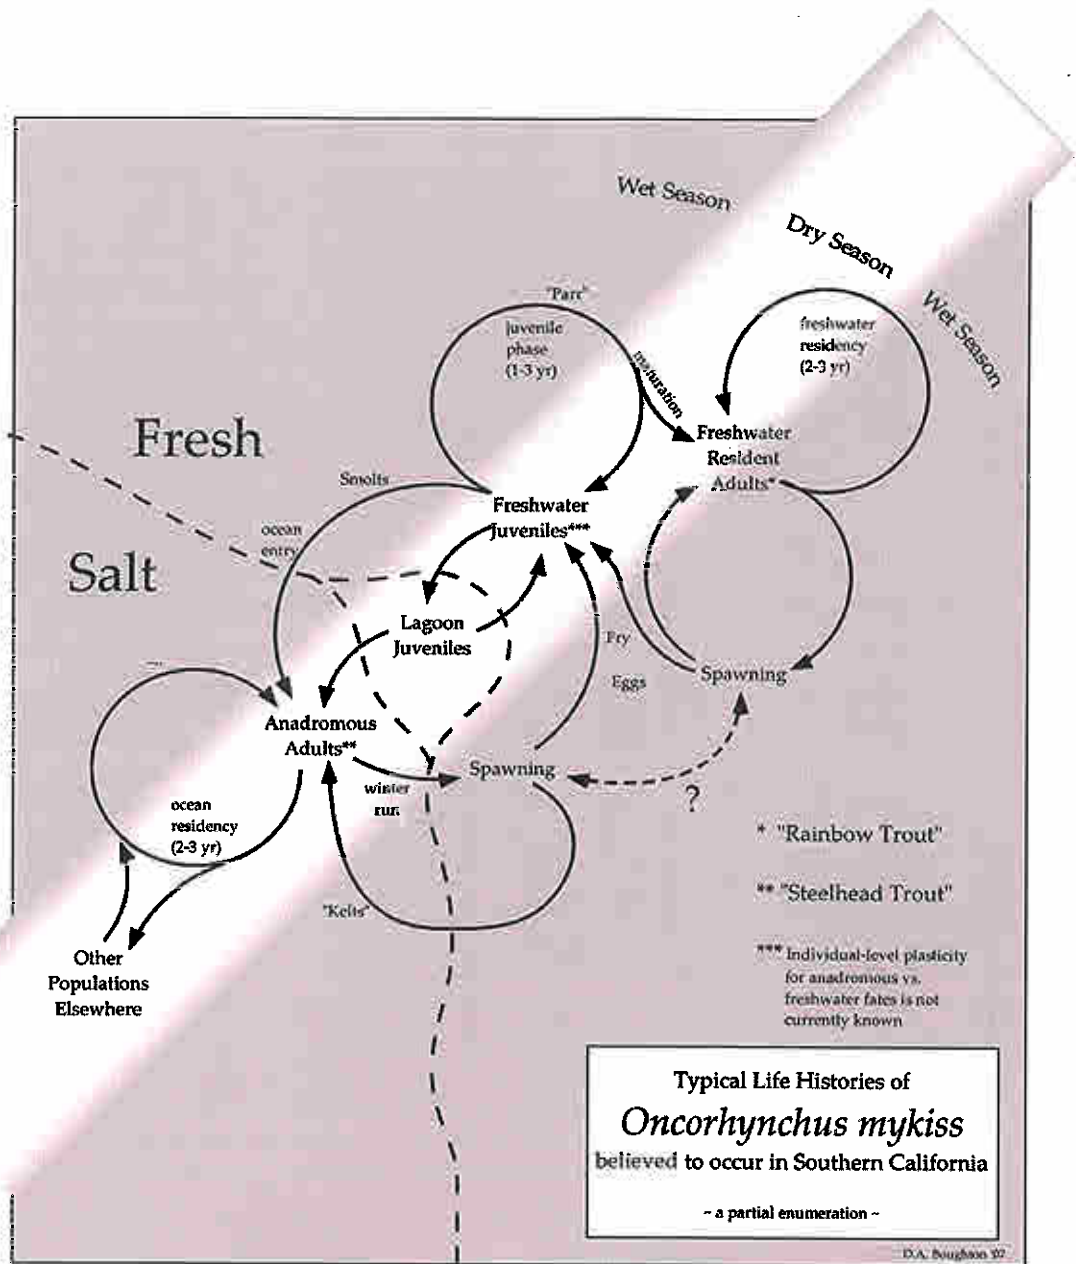 Wet Season
Dry Season
Wet Season
"Parr"
juvenile
phase
(1-3 yr)
maturation
freshwater
residency
(2-3 yr)
Freshwater
Resident
Adults*
Fresh
Smolts
Freshwater
Juveniles***
ocean
entry
Salt
Lagoon
Juveniles
Fry
Eggs
Spawning
Anadromous
Adults**
winter
run
Spawning
?
ocean
residency
(2-3 yr)
"Kelts"
Other
Populations
Elsewhere
* "Rainbow Trout"
** "Steelhead Trout"
*** Individual-level plasticity
for anadromous vs.
freshwater fates is not
currently known
Typical Life Histories of
Oncorhynchus mykiss
believed to occur in Southern California
~ a partial enumeration ~
D.A. Boughton